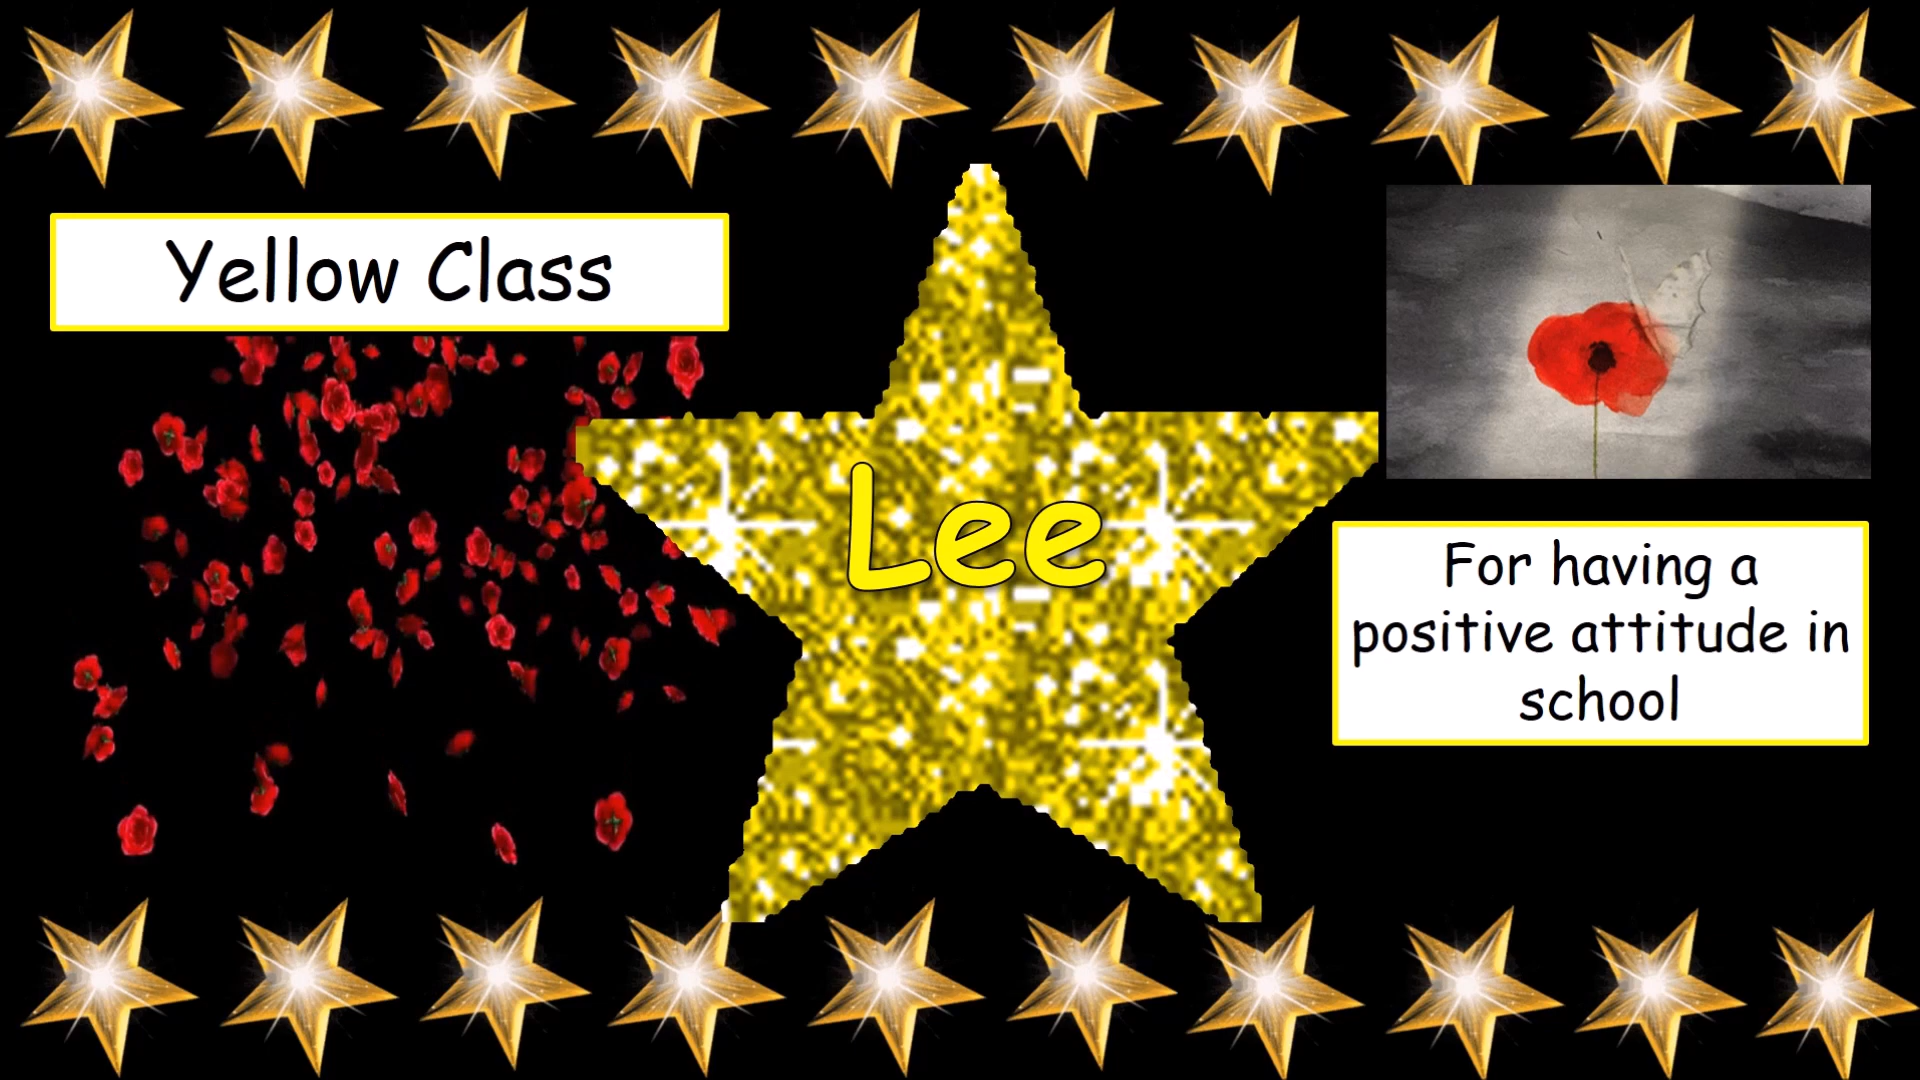 Yellow Class
Lee
For having a
positive attitude in
school